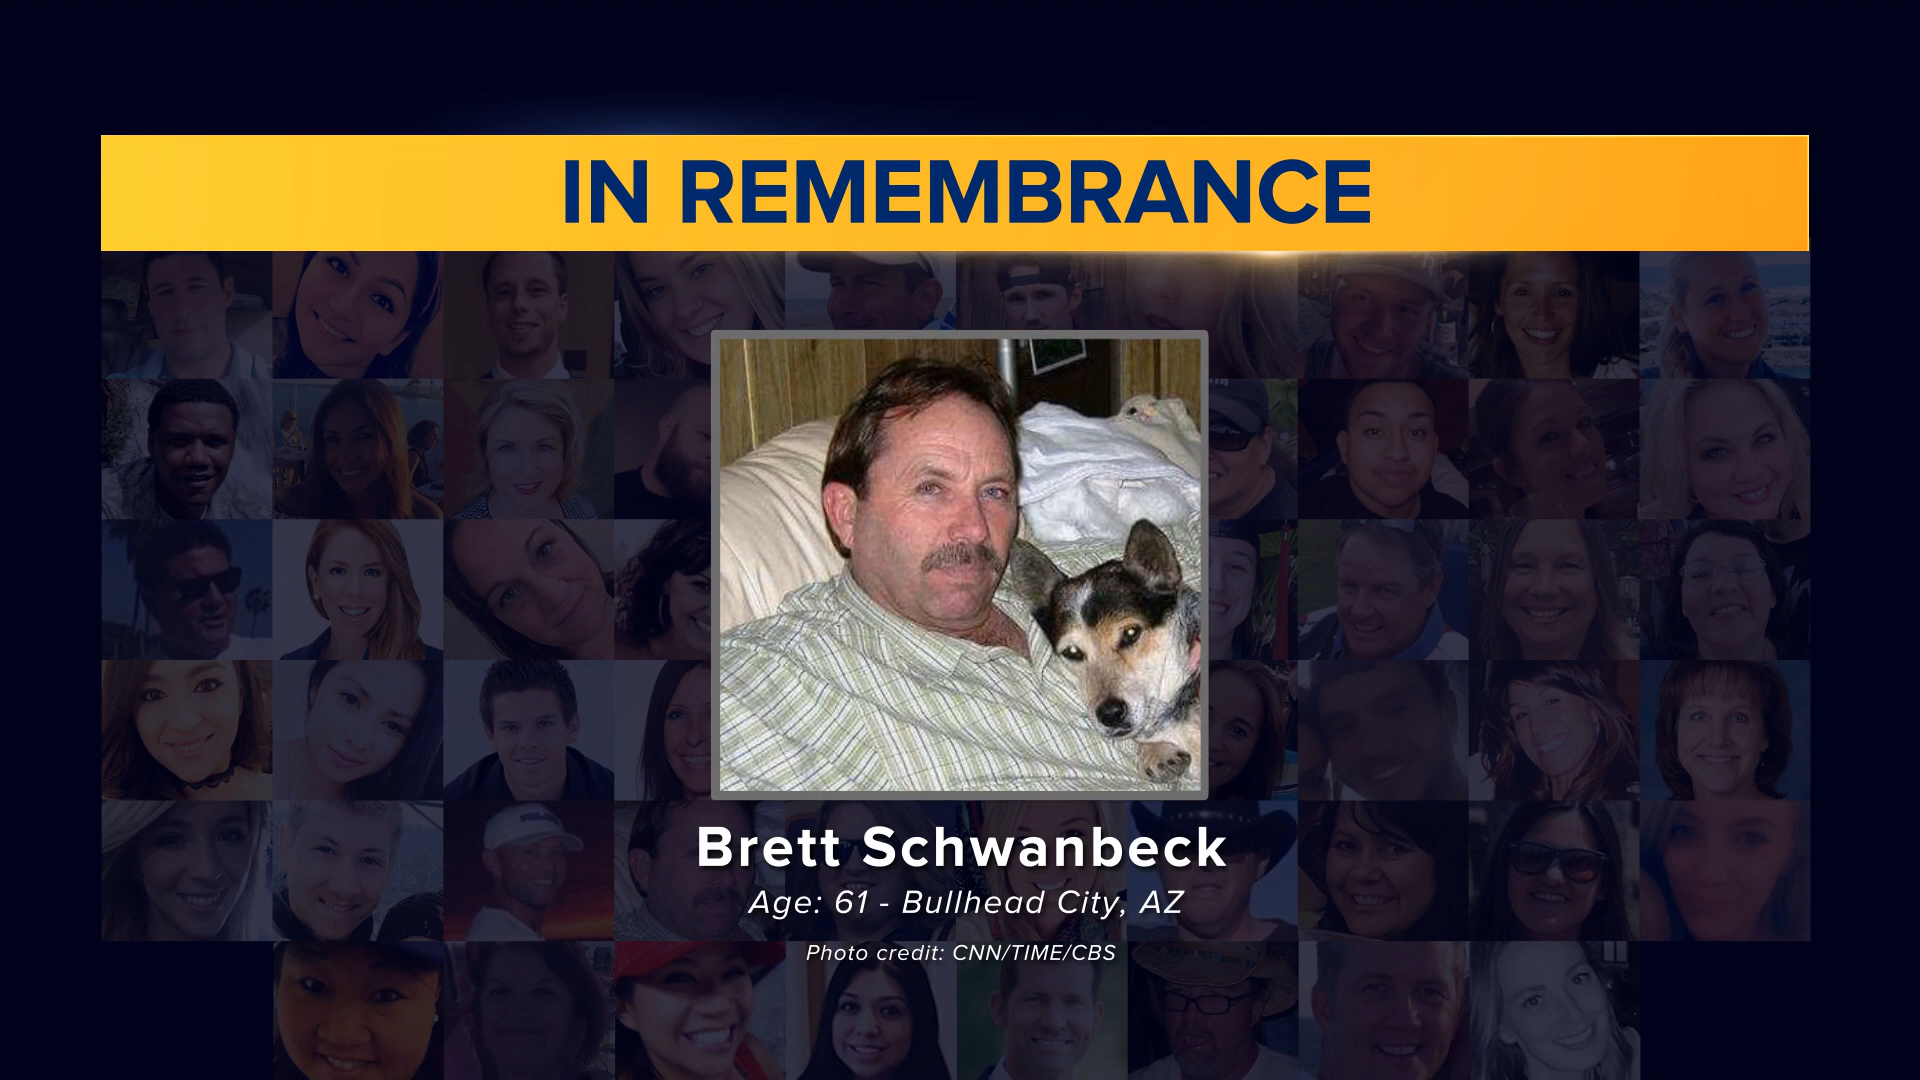 IN REMEMBRANCE
Brett Schwanbeck
Age: 61 - Bullhead City, AZ
Photo credit: CNN/TIME/CBS